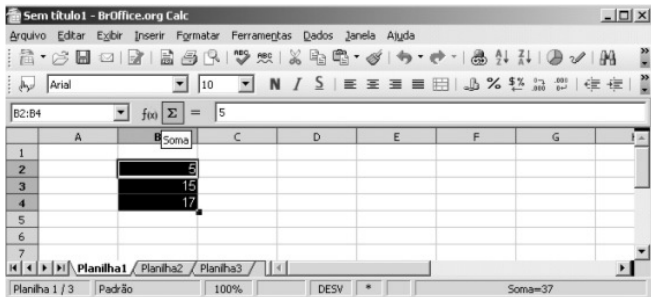 Sem título1 - BrOffice.org Calc
Arquivo Editar Exibir Inserir Formatar Ferramentas Dados Janela Ajuda
Arial 10 N I S
B2:B4 f(x) Σ = 5
A B C D E F G
Soma
1
2 5
3 15
4 17
5
6
7
Planilha1 Planilha2 Planilha3
Planilha 1 / 3 Padrão 100% DESV * Soma=37